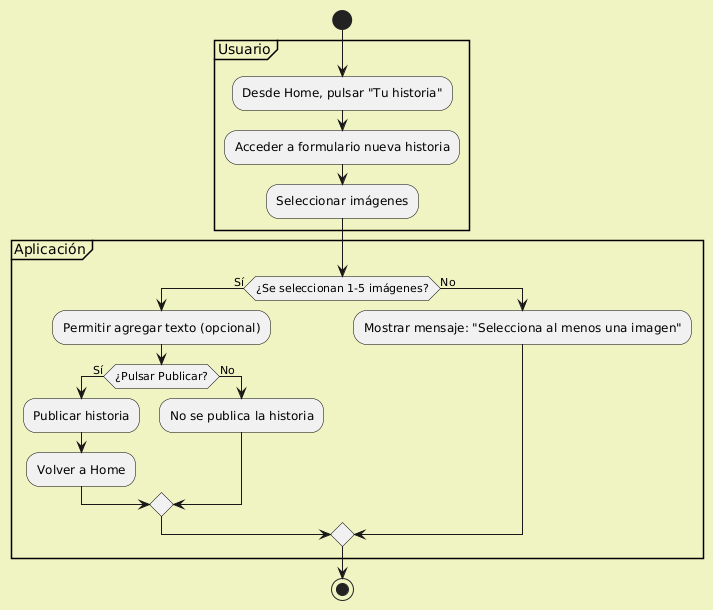 Usuario
Desde Home, pulsar "Tu historia"
Acceder a formulario nueva historia
Seleccionar imágenes
Aplicación
¿Se seleccionan 1-5 imágenes?
Sí
No
Permitir agregar texto (opcional)
Mostrar mensaje: "Selecciona al menos una imagen"
¿Pulsar Publicar?
Sí
No
Publicar historia
No se publica la historia
Volver a Home